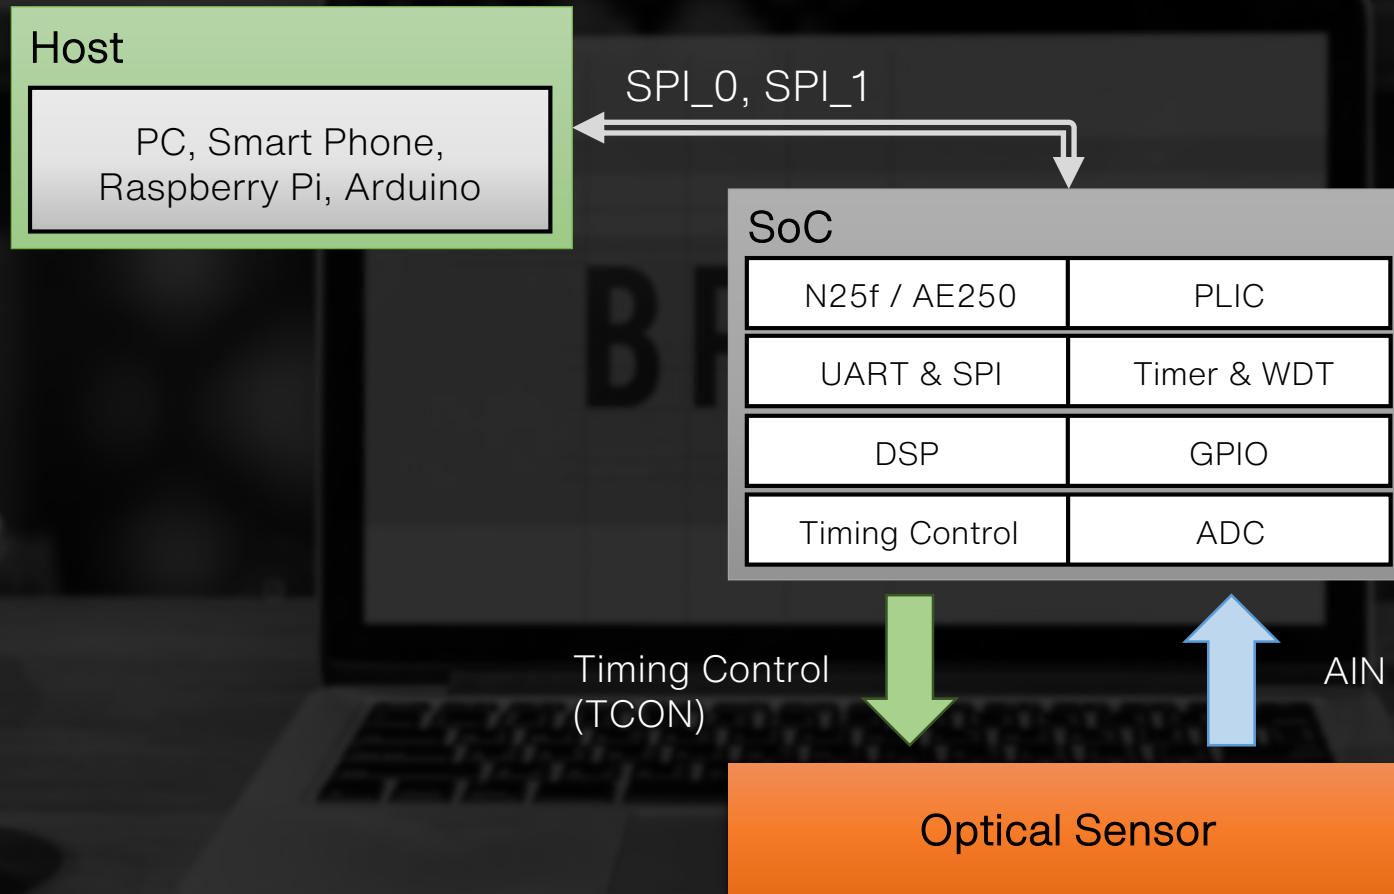 Host
PC, Smart Phone,
Raspberry Pi, Arduino
SPI_0, SPI_1
SoC
N25f / AE250
PLIC
UART & SPI
Timer & WDT
DSP
GPIO
Timing Control
ADC
Timing Control
(TCON)
AIN
Optical Sensor